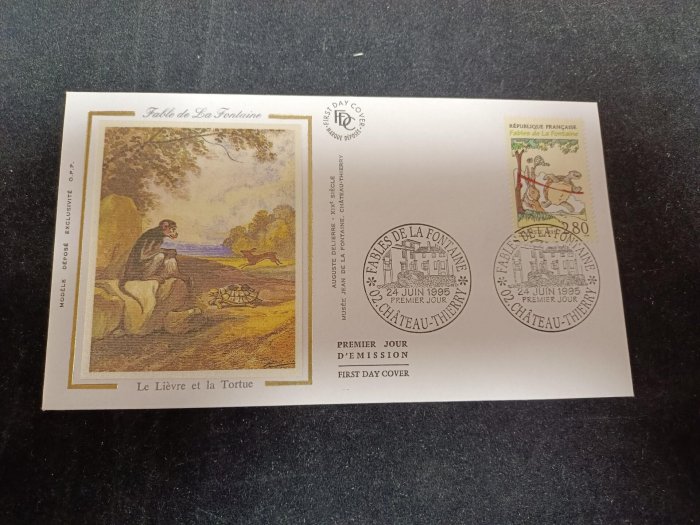 Fable de La Fontaine
MODÈLE DÉPOSÉ EXCLUSIVITÉ O.P.F.
Le Lièvre et la Tortue
AUGUSTE DELIERRE - XIXe SIÈCLE
MUSÉE JEAN DE LA FONTAINE, CHÂTEAU-THIERRY
FIRST DAY COVER
FDC
MARQUE DÉPOSÉE
RÉPUBLIQUE FRANÇAISE
Fables de La Fontaine
2,80
* FABLES DE LA FONTAINE *
24 JUIN 1995
PREMIER JOUR
02 CHÂTEAU-THIERRY
* FABLES DE LA FONTAINE *
24 JUIN 1995
PREMIER JOUR
02 CHÂTEAU-THIERRY
PREMIER JOUR
D'EMISSION
FIRST DAY COVER